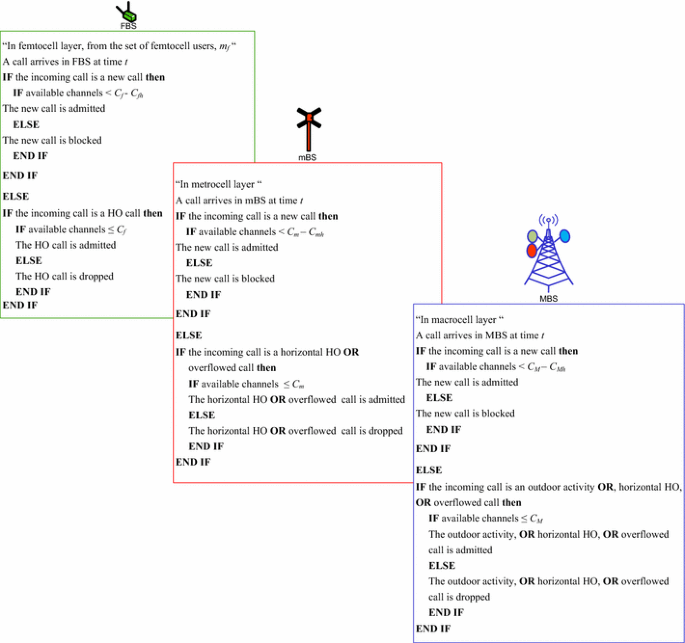 FBS
“In femtocell layer, from the set of femtocell users, m_f “
A call arrives in FBS at time t
IF the incoming call is a new call then
IF available channels < C_f - C_fh
The new call is admitted
ELSE
The new call is blocked
END IF
END IF
ELSE
IF the incoming call is a HO call then
IF available channels ≤ C_f
The HO call is admitted
ELSE
The HO call is dropped
END IF
END IF
mBS
“In metrocell layer “
A call arrives in mBS at time t
IF the incoming call is a new call then
IF available channels < C_m – C_mh
The new call is admitted
ELSE
The new call is blocked
END IF
END IF
ELSE
IF the incoming call is a horizontal HO OR
overflowed call then
IF available channels ≤ C_m
The horizontal HO OR overflowed call is admitted
ELSE
The horizontal HO OR overflowed call is dropped
END IF
END IF
MBS
“In macrocell layer “
A call arrives in MBS at time t
IF the incoming call is a new call then
IF available channels < C_M – C_Mh
The new call is admitted
ELSE
The new call is blocked
END IF
END IF
ELSE
IF the incoming call is an outdoor activity OR, horizontal HO,
OR overflowed call then
IF available channels ≤ C_M
The outdoor activity, OR horizontal HO, OR overflowed
call is admitted
ELSE
The outdoor activity, OR horizontal HO, OR overflowed
call is dropped
END IF
END IF